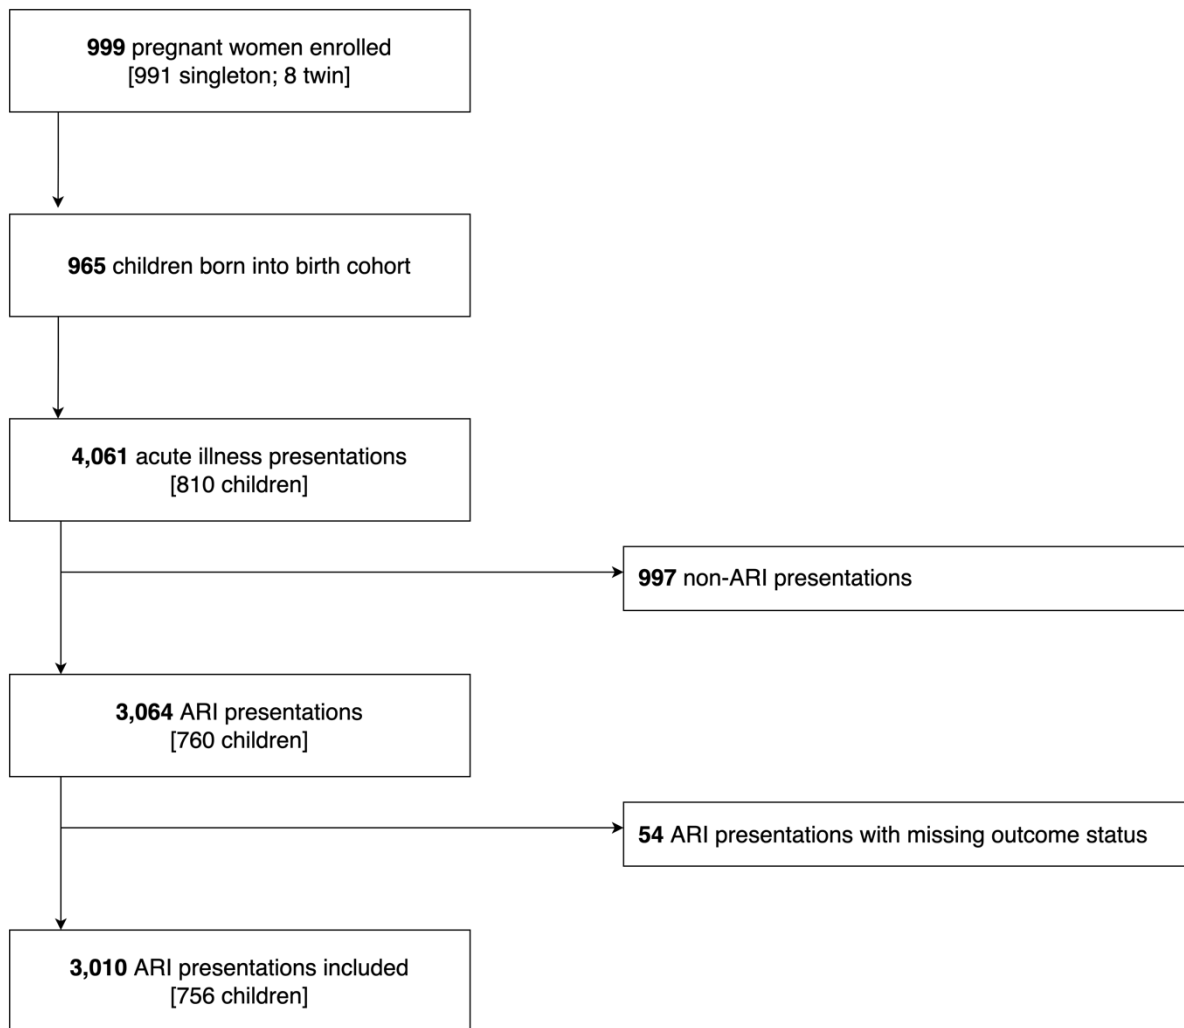 999 pregnant women enrolled
[991 singleton; 8 twin]
965 children born into birth cohort
4,061 acute illness presentations
[810 children]
997 non-ARI presentations
3,064 ARI presentations
[760 children]
54 ARI presentations with missing outcome status
3,010 ARI presentations included
[756 children]